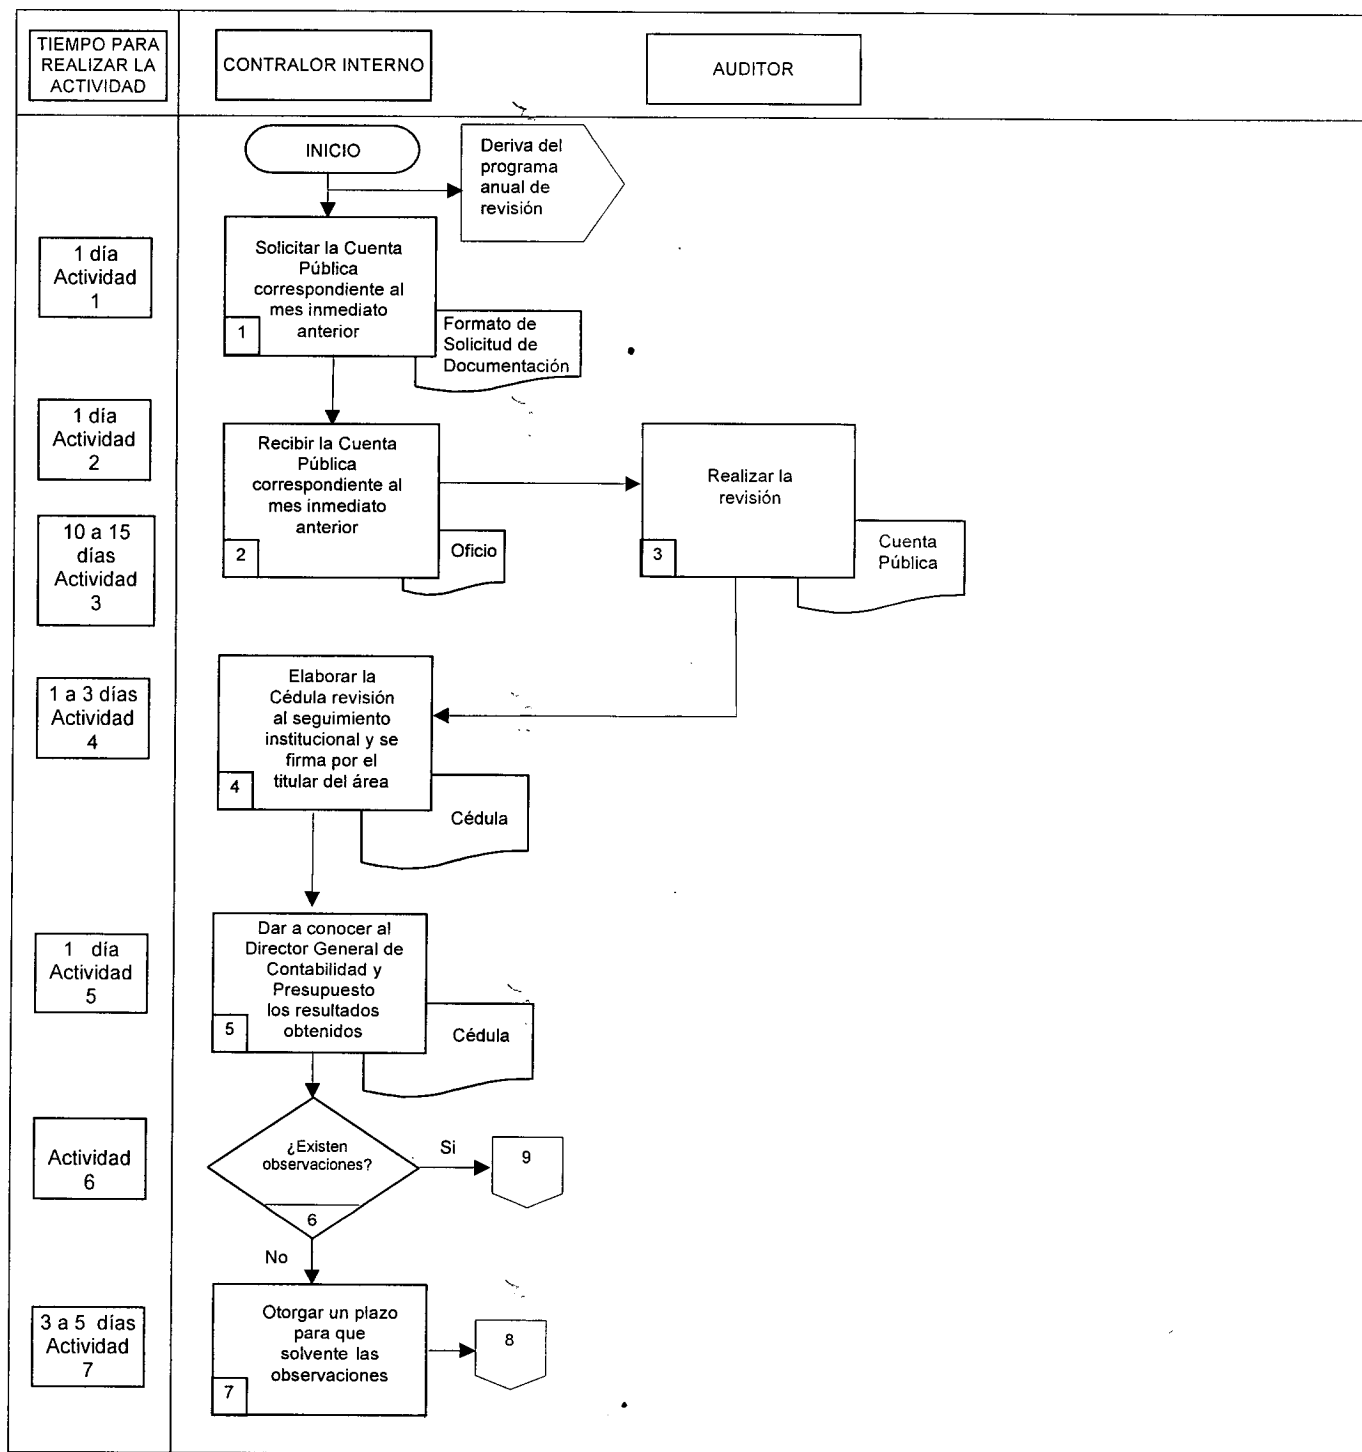 TIEMPO PARA
REALIZAR LA
ACTIVIDAD
CONTRALOR INTERNO
AUDITOR
INICIO
Deriva del
programa
anual de
revisión
1 día
Actividad
1
Solicitar la Cuenta
Pública
correspondiente al
mes inmediato
anterior
1
Formato de
Solicitud de
Documentación
1 día
Actividad
2
Recibir la Cuenta
Pública
correspondiente al
mes inmediato
anterior
2
Oficio
Realizar la
revisión
3
Cuenta
Pública
10 a 15
días
Actividad
3
1 a 3 días
Actividad
4
Elaborar la
Cédula revisión
al seguimiento
institucional y se
firma por el
titular del área
4
Cédula
1 día
Actividad
5
Dar a conocer al
Director General de
Contabilidad y
Presupuesto
los resultados
obtenidos
5
Cédula
Actividad
6
¿Existen
observaciones?
6
Si
9
No
3 a 5 días
Actividad
7
Otorgar un plazo
para que
solvente las
observaciones
7
8